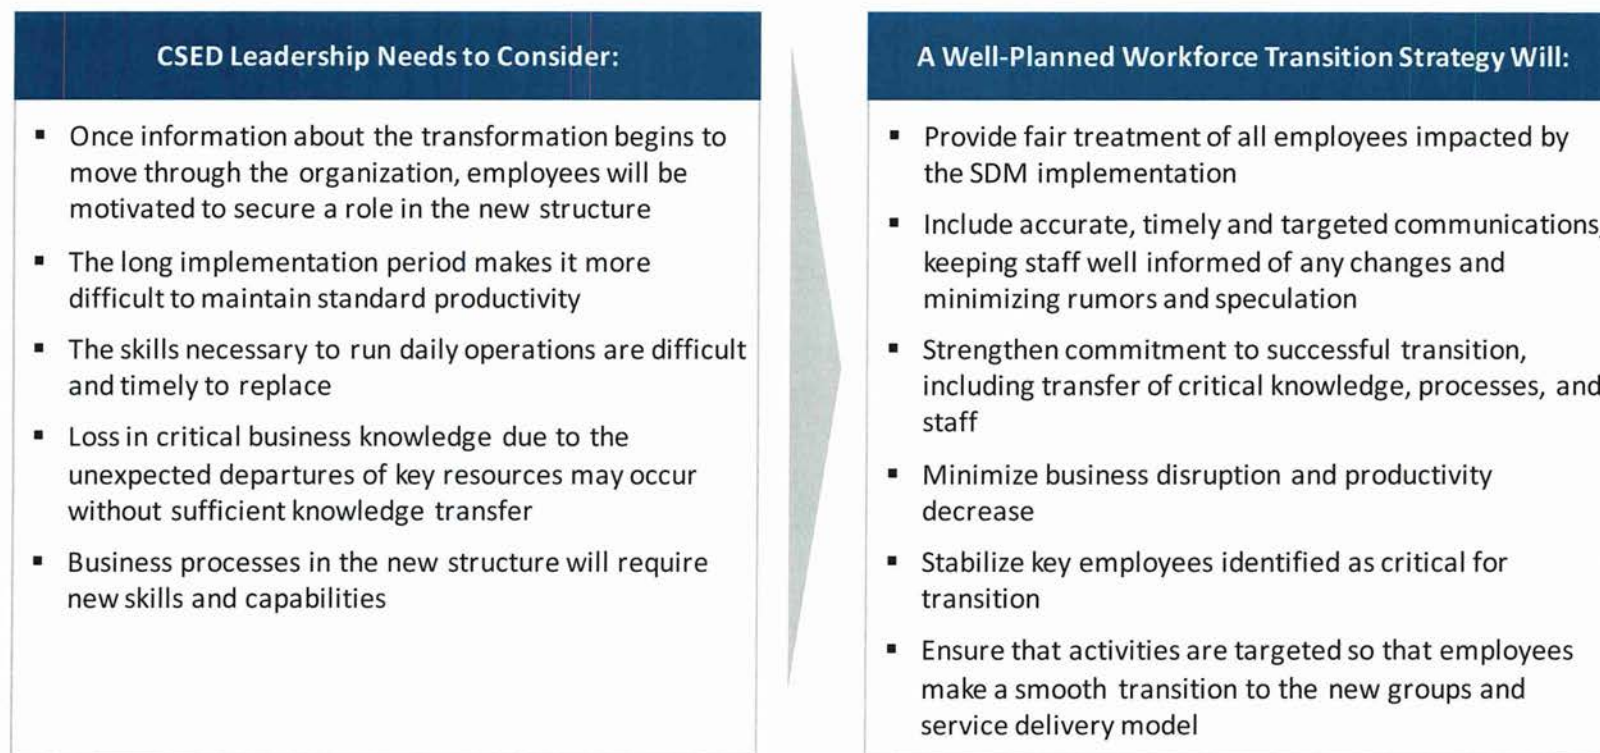 CSED Leadership Needs to Consider:
▪ Once information about the transformation begins to
move through the organization, employees will be
motivated to secure a role in the new structure
▪ The long implementation period makes it more
difficult to maintain standard productivity
▪ The skills necessary to run daily operations are difficult
and timely to replace
▪ Loss in critical business knowledge due to the
unexpected departures of key resources may occur
without sufficient knowledge transfer
▪ Business processes in the new structure will require
new skills and capabilities
A Well-Planned Workforce Transition Strategy Will:
▪ Provide fair treatment of all employees impacted by
the SDM implementation
▪ Include accurate, timely and targeted communications,
keeping staff well informed of any changes and
minimizing rumors and speculation
▪ Strengthen commitment to successful transition,
including transfer of critical knowledge, processes, and
staff
▪ Minimize business disruption and productivity
decrease
▪ Stabilize key employees identified as critical for
transition
▪ Ensure that activities are targeted so that employees
make a smooth transition to the new groups and
service delivery model